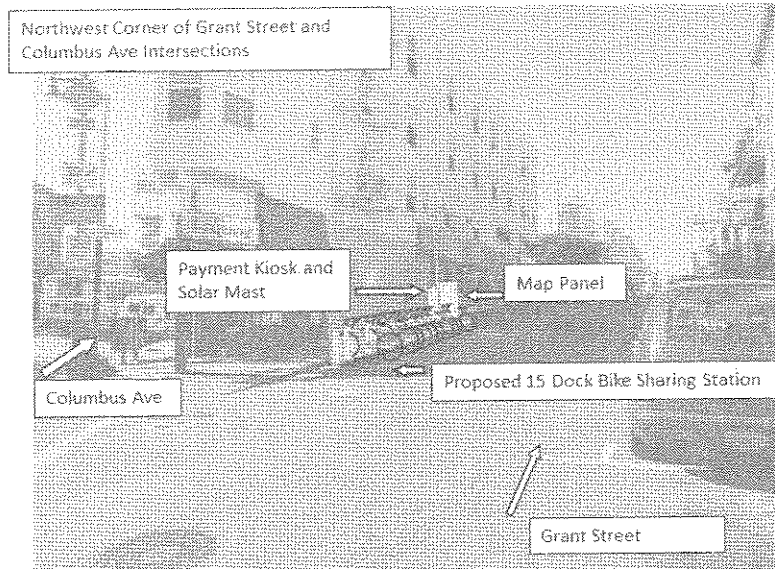 Northwest Corner of Grant Street and
Columbus Ave Intersections
Payment Kiosk and
Solar Mast
Map Panel
Proposed 15 Dock Bike Sharing Station
Columbus Ave
Grant Street